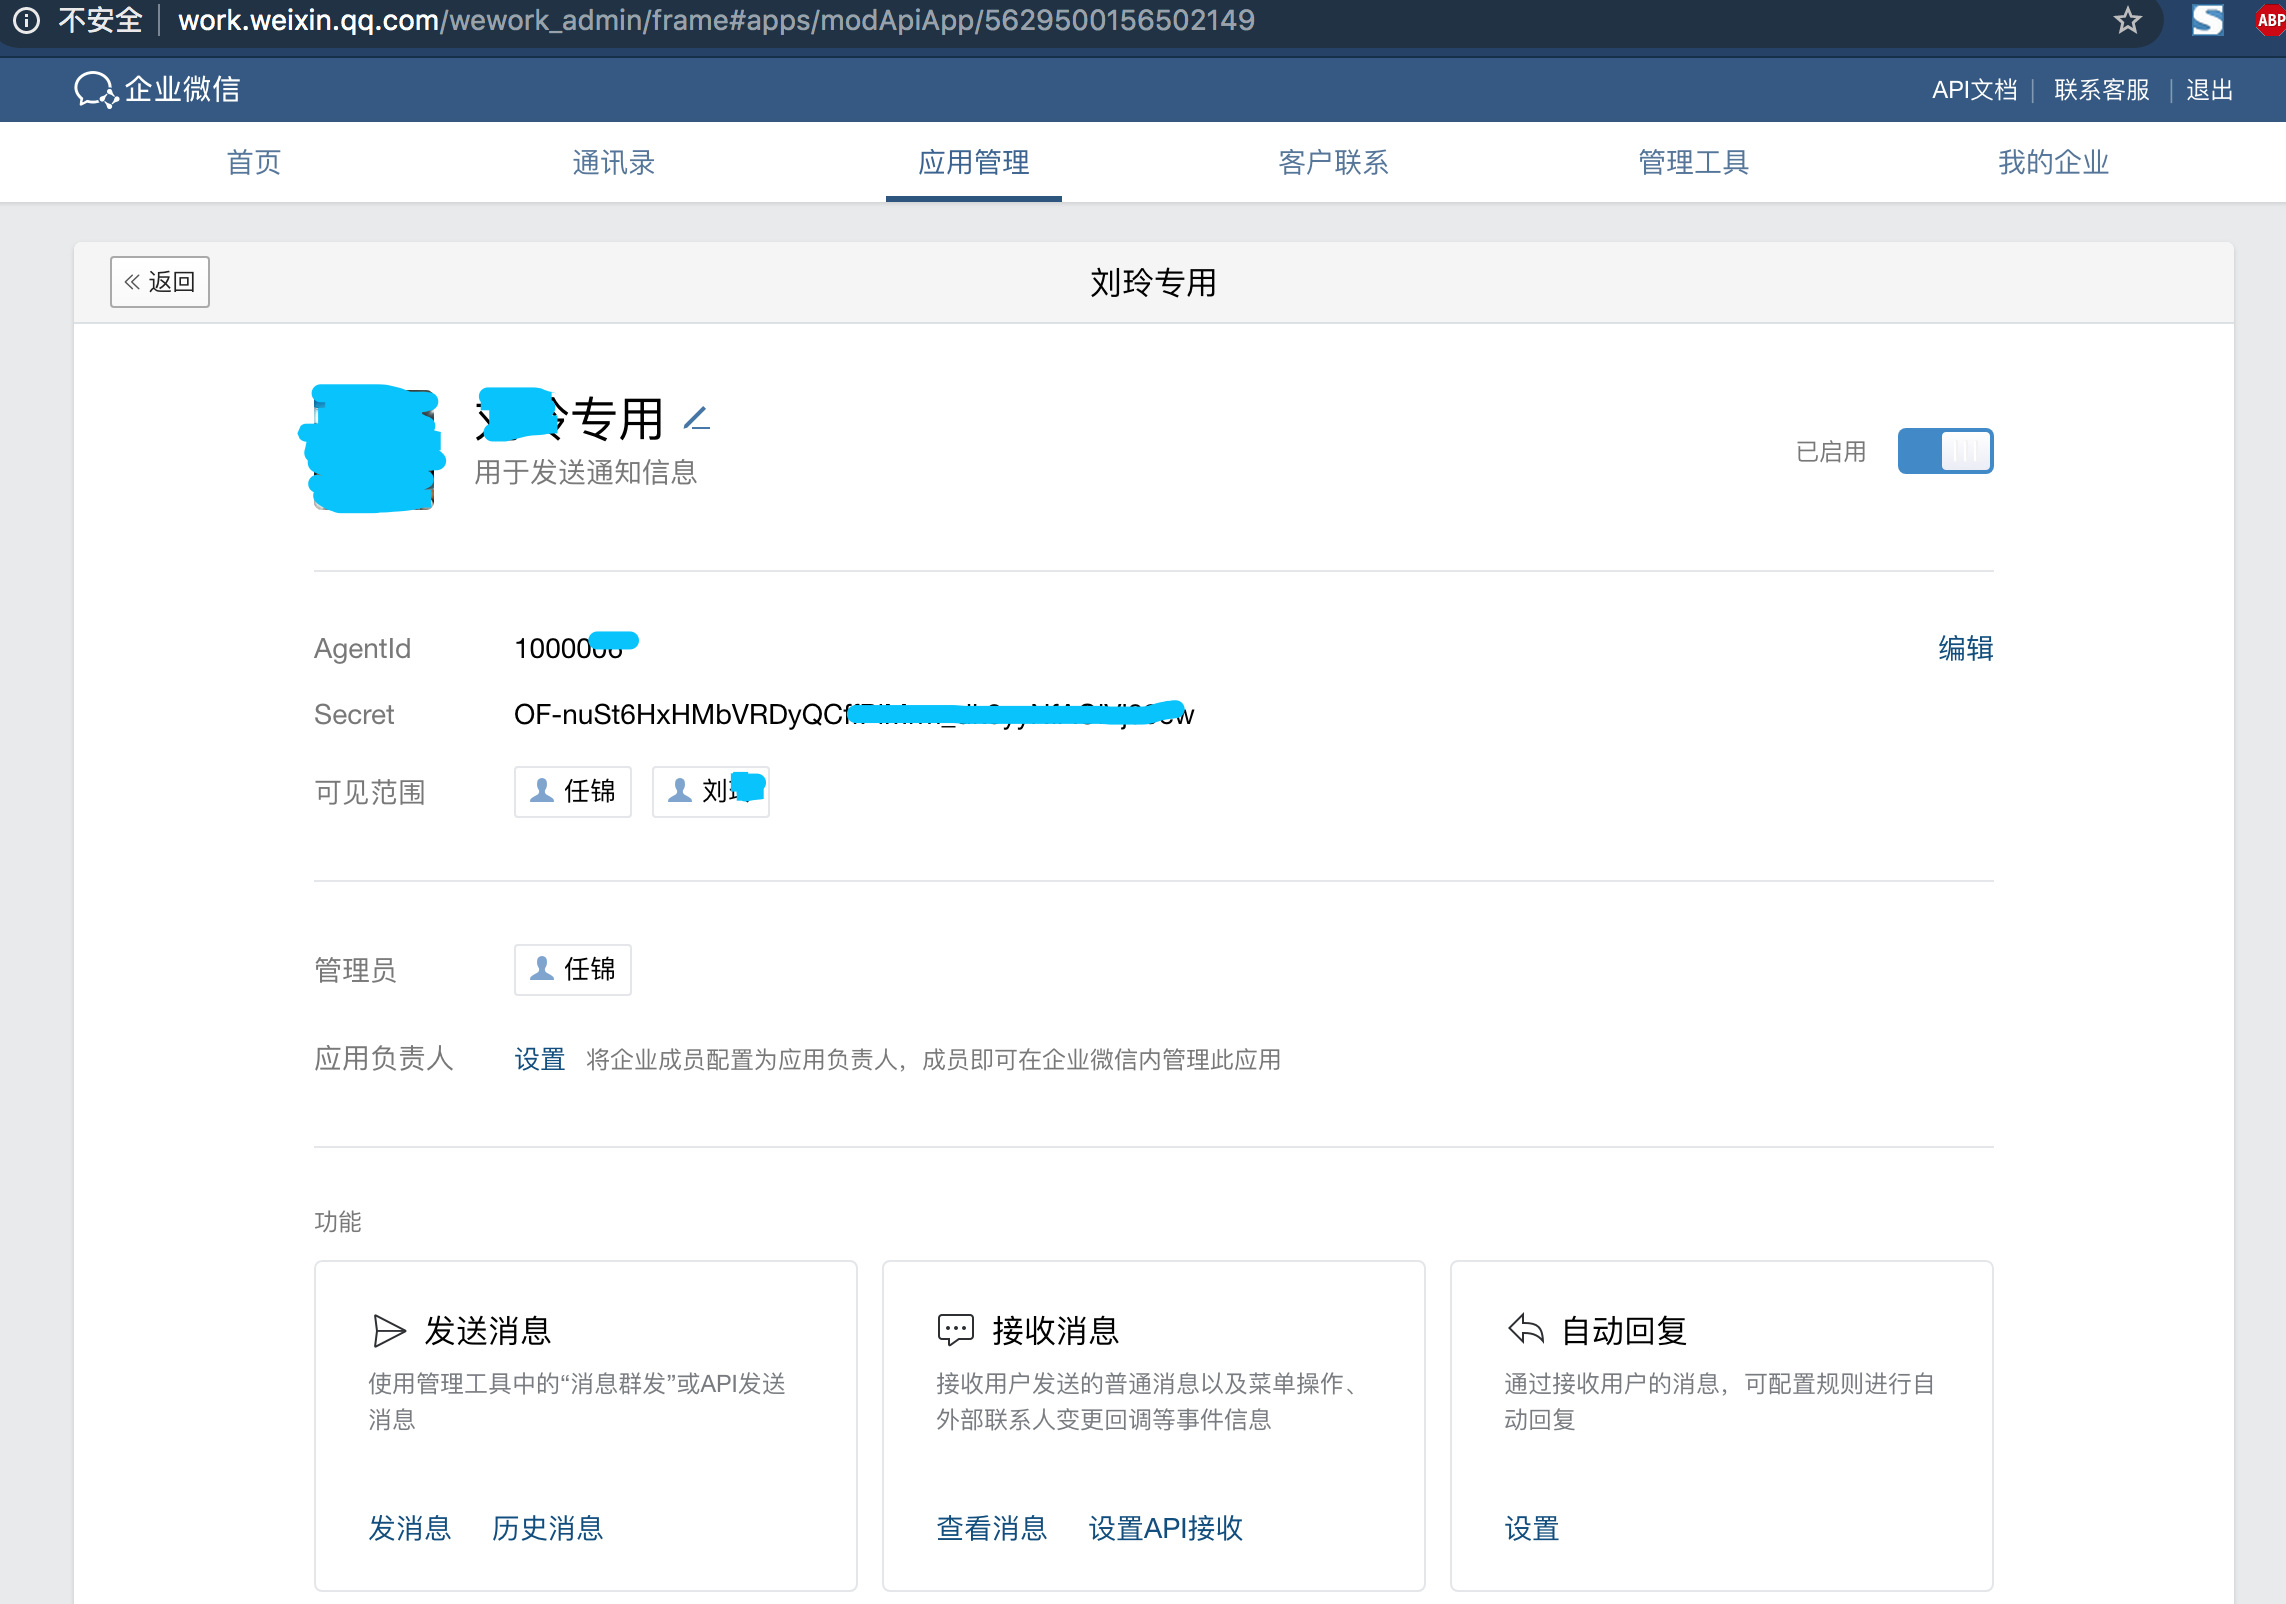 不安全 work.weixin.qq.com/wework_admin/frame#apps/modApiApp/5629500156502149 ABP
企业微信 API文档 联系客服 退出
首页 通讯录 应用管理 客户联系 管理工具 我的企业
« 返回 刘玲专用
专用
用于发送通知信息
已启用
AgentId 10000 编辑
Secret OF-nuSt6HxHMbVRDyQC
可见范围 任锦 刘
管理员 任锦
应用负责人 设置 将企业成员配置为应用负责人，成员即可在企业微信内管理此应用
功能
发送消息
使用管理工具中的“消息群发”或API发送
消息
发消息 历史消息
接收消息
接收用户发送的普通消息以及菜单操作、
外部联系人变更回调等事件信息
查看消息 设置API接收
自动回复
通过接收用户的消息，可配置规则进行自
动回复
设置